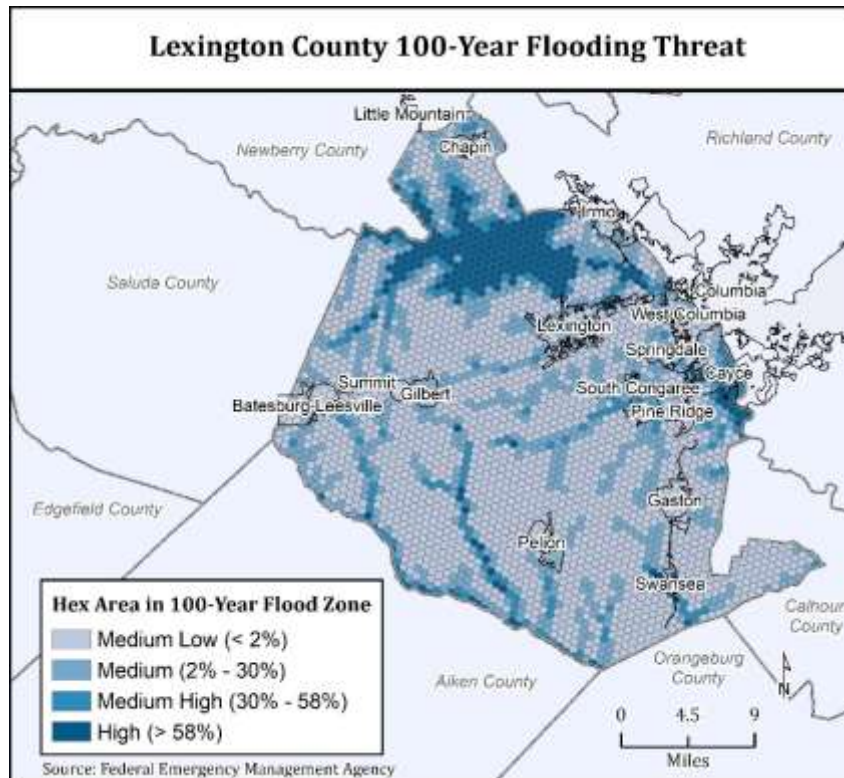 Lexington County 100-Year Flooding Threat
Little Mountain
Chapin
Newberry County
Richland County
Irmo
Saluda County
Columbia
West Columbia
Lexington
Springdale
Cayce
Summit
Gilbert
South Congaree
Batesburg-Leesville
Pine Ridge
Edgefield County
Gaston
Pelion
Swansea
Calhoun
County
Orangeburg
County
Aiken County
N
Hex Area in 100-Year Flood Zone
Medium Low (< 2%)
Medium (2% - 30%)
Medium High (30% - 58%)
High (> 58%)
0 4.5 9
Miles
Source: Federal Emergency Management Agency